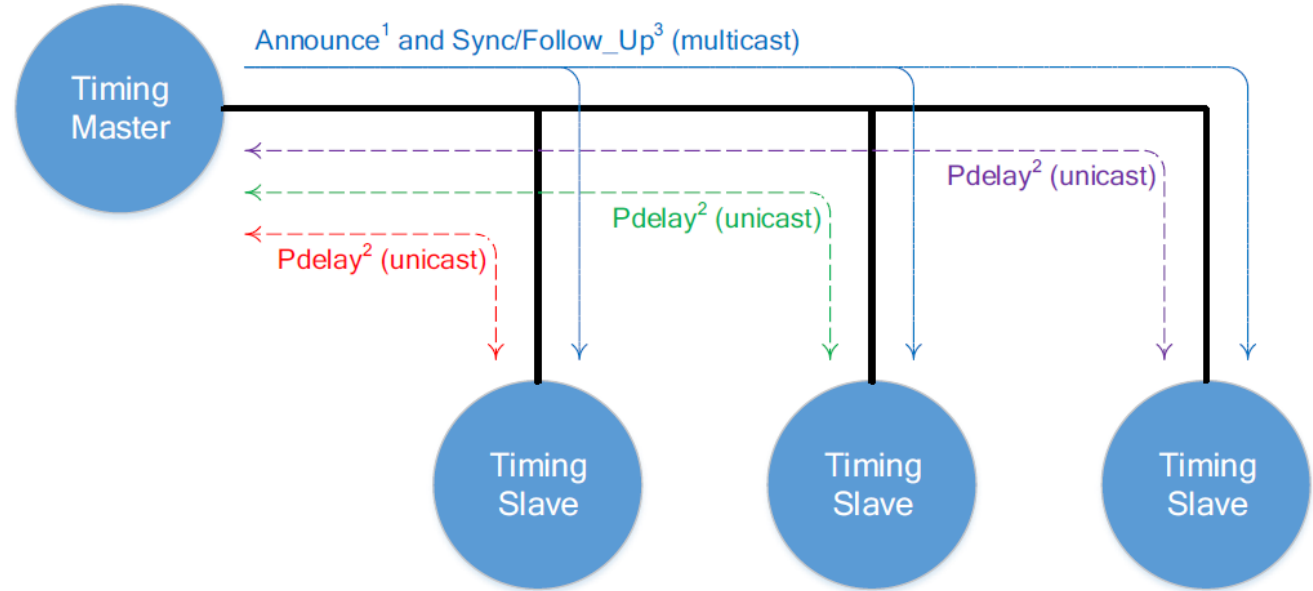 Announce¹ and Sync/Follow_Up³ (multicast)
Timing
Master
Pdelay² (unicast)
Pdelay² (unicast)
Pdelay² (unicast)
Timing
Slave
Timing
Slave
Timing
Slave